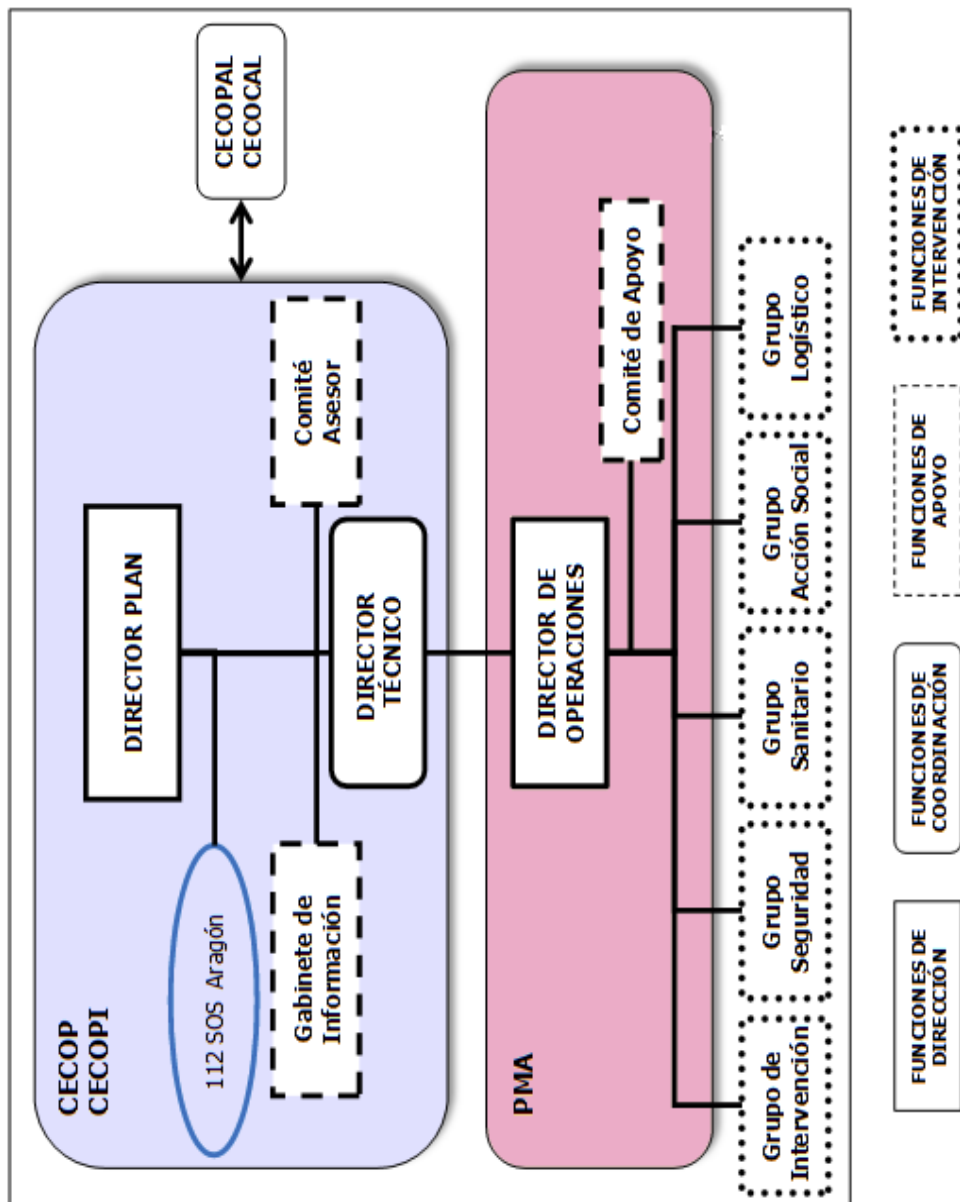 CECOP
CECOPI
DIRECTOR PLAN
CECOPAL
CECOCAL
112 SOS Aragón
Gabinete de
Información
Comité
Asesor
DIRECTOR
TÉCNICO
PMA
DIRECTOR DE
OPERACIONES
Comité de Apoyo
Grupo de
Intervención
Grupo
Seguridad
Grupo
Sanitario
Grupo
Acción Social
Grupo
Logístico
FUNCIONES DE
DIRECCIÓN
FUNCIONES DE
COORDINACIÓN
FUNCIONES DE
APOYO
FUNCIONES DE
INTERVENCIÓN